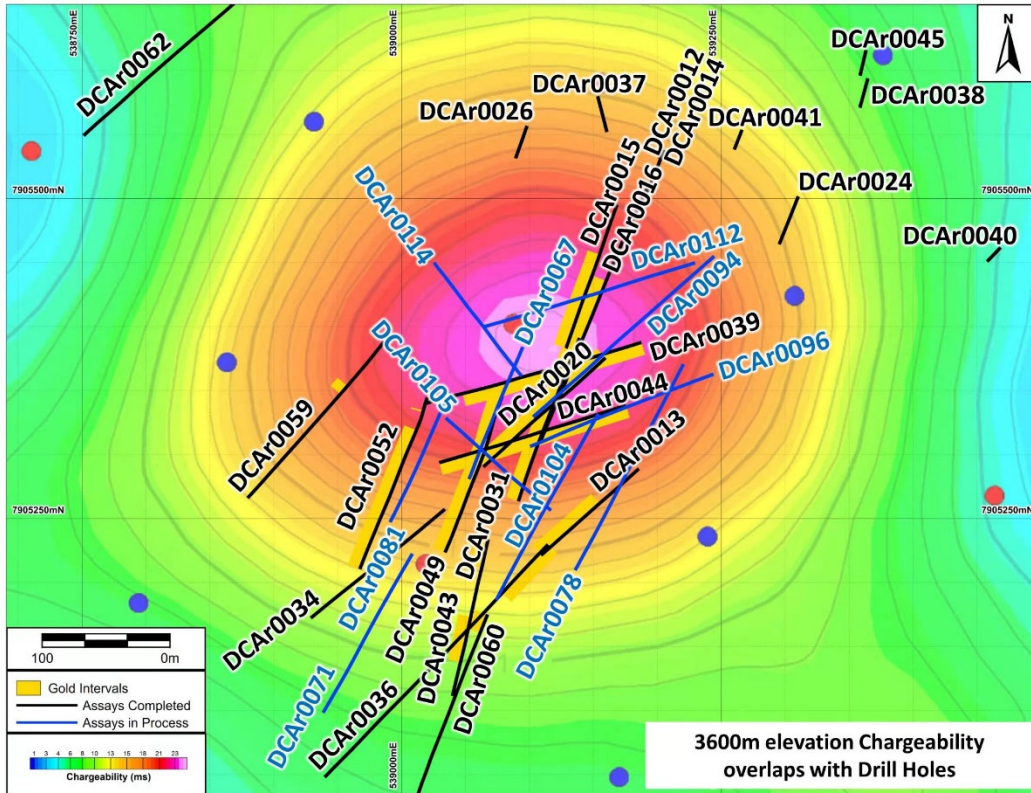 538750mE
539000mE
539250mE
N
DCAr0062
DCAr0045
DCAr0038
DCAr0037
DCAr0026
DCAr0012
DCAr0014
DCAr0041
DCAr0015
DCAr0016
7905500mN
7905500mN
DCAr0024
DCAr0114
DCAr0067
DCAr0112
DCAr0040
DCAr0094
DCAr0105
DCAr0020
DCAr0039
DCAr0096
DCAr0044
DCAr0059
DCAr0052
DCAr0013
DCAr0031
DCAr0104
7905250mN
7905250mN
DCAr0081
DCAr0049
DCAr0078
DCAr0034
DCAr0043
DCAr0060
DCAr0071
DCAr0036
539000mE
100 0m
Gold Intervals
Assays Completed
Assays in Process
1 3 4 6 8 10 13 15 18 21 23
Chargeability (ms)
3600m elevation Chargeability
overlaps with Drill Holes